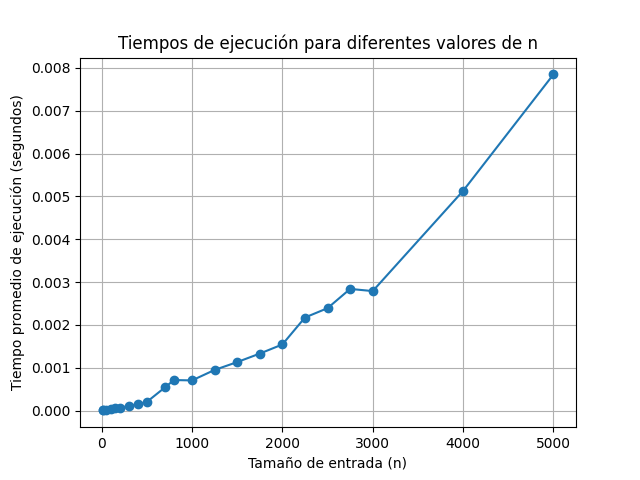 Tiempos de ejecución para diferentes valores de n
Tiempo promedio de ejecución (segundos)
0.008
0.007
0.006
0.005
0.004
0.003
0.002
0.001
0.000
0 1000 2000 3000 4000 5000
Tamaño de entrada (n)